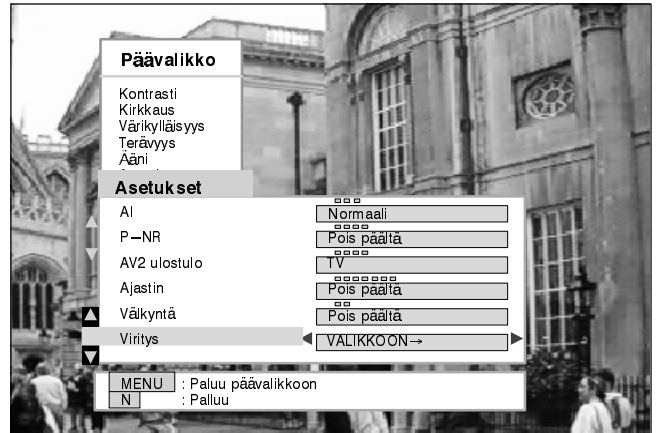 Päävalikko
Kontrasti
Kirkkaus
Värikylläisyys
Terävyys
Ääni
Asetukset
AI Normaali
P–NR Pois päältä
AV2 ulostulo TV
Ajastin Pois päältä
Välkyntä Pois päältä
Viritys VALIKKOON→
MENU : Paluu päävalikkoon
N : Palluu